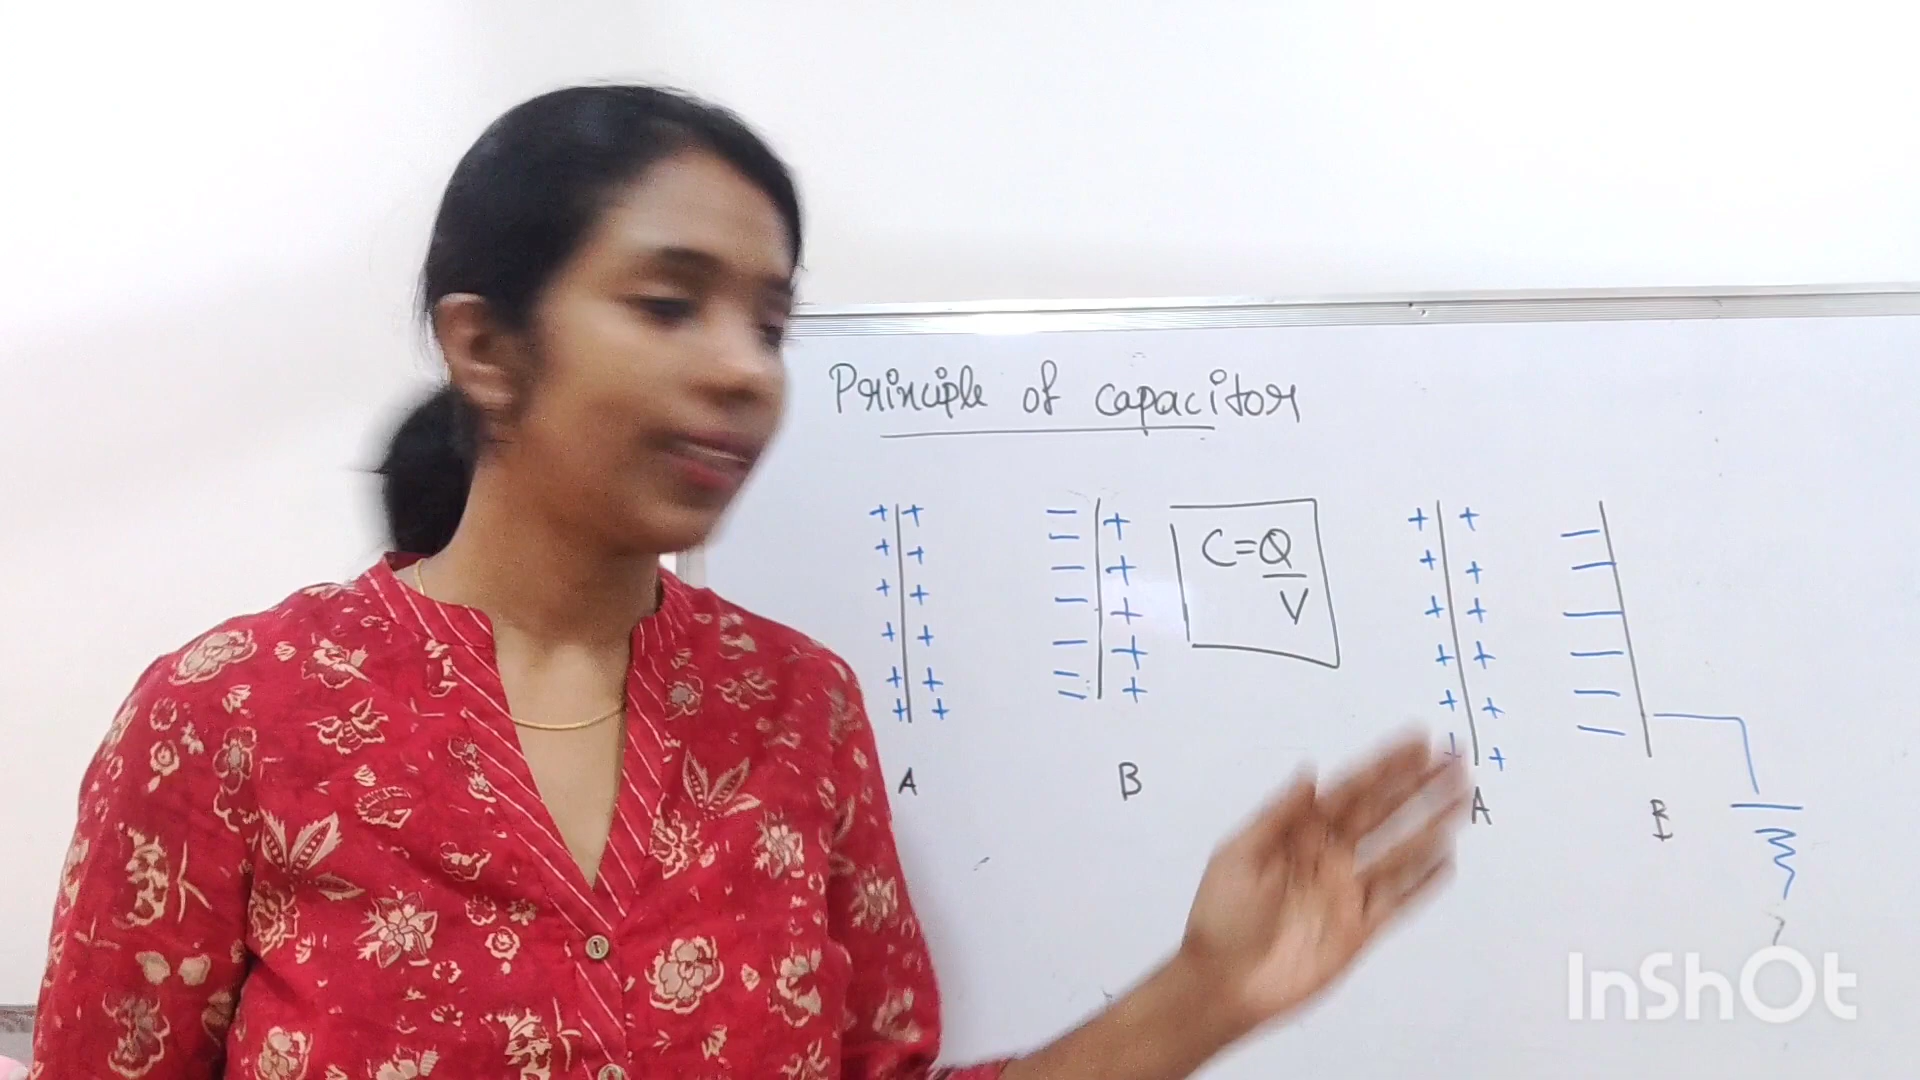 Principle of capacitor
C = Q
V
A
B
A
B
InShOt